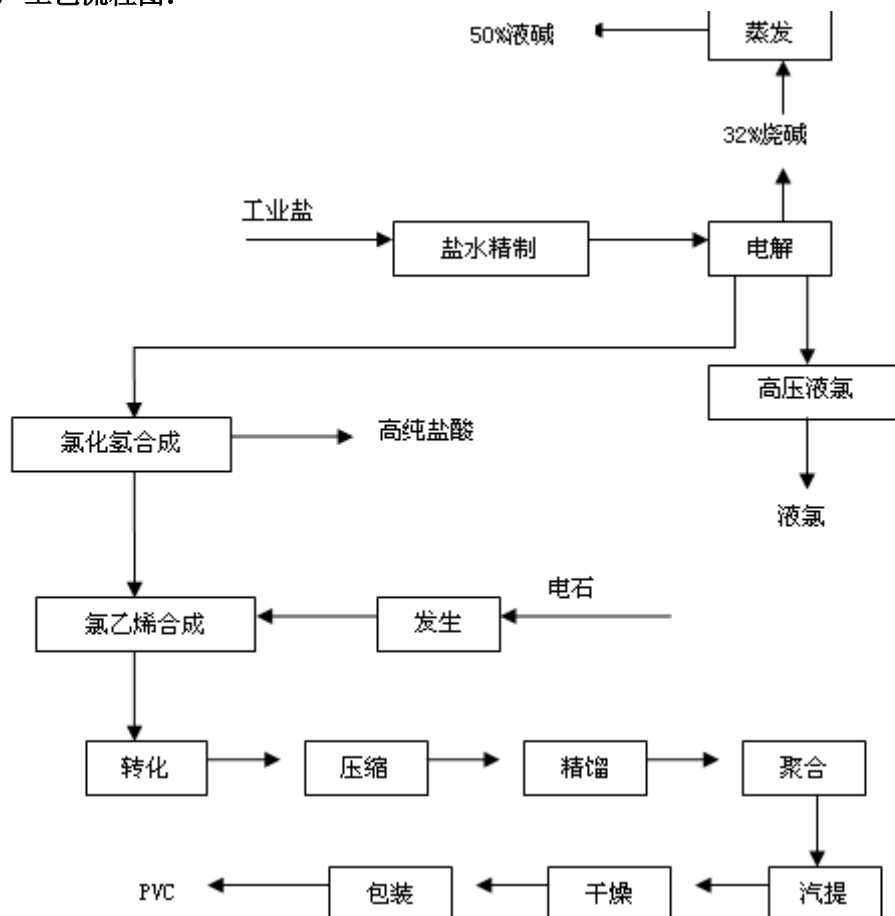 工艺流程图:
50%液碱
蒸发
32%烧碱
工业盐
盐水精制
电解
高压液氯
氯化氢合成
高纯盐酸
液氯
电石
氯乙烯合成
发生
转化
压缩
精馏
聚合
PVC
包装
干燥
汽提